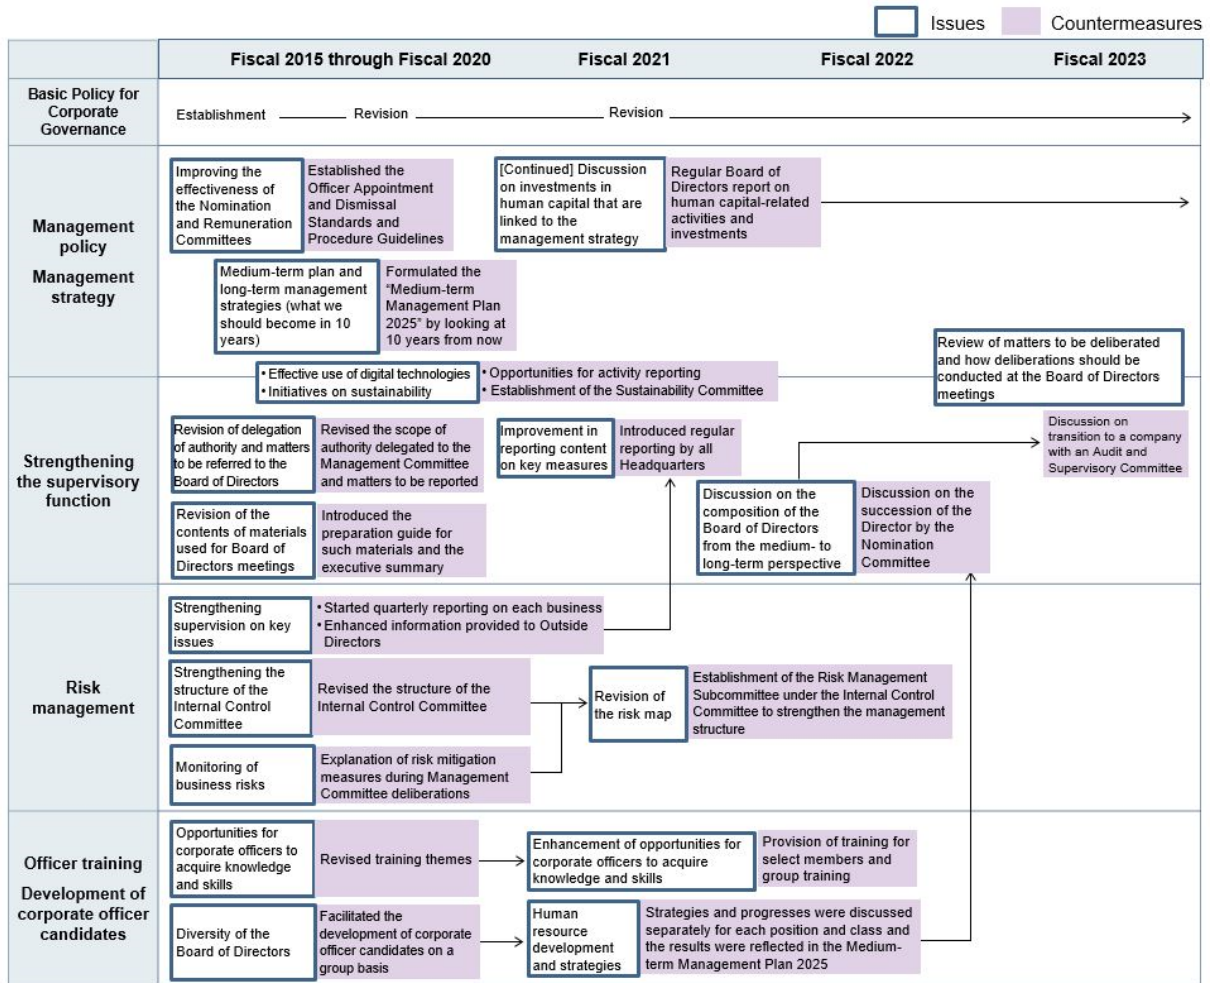 Issues
Countermeasures
Fiscal 2015 through Fiscal 2020
Fiscal 2021
Fiscal 2022
Fiscal 2023
Basic Policy for
Corporate
Governance
Establishment
Revision
Revision
Management
policy
Management
strategy
Improving the
effectiveness of
the Nomination
and Remuneration
Committees
Established the
Officer Appointment
and Dismissal
Standards and
Procedure Guidelines
[Continued] Discussion
on investments in
human capital that are
linked to the
management strategy
Regular Board of
Directors report on
human capital-related
activities and
investments
Medium-term plan and
long-term management
strategies (what we
should become in 10
years)
Formulated the
“Medium-term
Management Plan
2025” by looking at
10 years from now
Review of matters to be deliberated
and how deliberations should be
conducted at the Board of Directors
meetings
• Effective use of digital technologies
• Initiatives on sustainability
• Opportunities for activity reporting
• Establishment of the Sustainability Committee
Strengthening
the supervisory
function
Revision of delegation
of authority and matters
to be referred to the
Board of Directors
Revised the scope of
authority delegated to the
Management Committee
and matters to be reported
Improvement in
reporting content
on key measures
Introduced regular
reporting by all
Headquarters
Discussion on
transition to a company
with an Audit and
Supervisory Committee
Revision of the
contents of materials
used for Board of
Directors meetings
Introduced the
preparation guide for
such materials and the
executive summary
Discussion on the
composition of the
Board of Directors
from the medium- to
long-term perspective
Discussion on the
succession of the
Director by the
Nomination
Committee
Risk
management
Strengthening
supervision on key
issues
• Started quarterly reporting on each business
• Enhanced information provided to Outside
Directors
Strengthening the
structure of the
Internal Control
Committee
Revised the structure of the
Internal Control Committee
Revision of
the risk map
Establishment of the Risk Management
Subcommittee under the Internal Control
Committee to strengthen the management
structure
Monitoring of
business risks
Explanation of risk mitigation
measures during Management
Committee deliberations
Officer training
Development of
corporate officer
candidates
Opportunities for
corporate officers to
acquire knowledge
and skills
Revised training themes
Enhancement of opportunities for
corporate officers to acquire
knowledge and skills
Provision of training for
select members and
group training
Diversity of the
Board of Directors
Facilitated the
development of corporate
officer candidates on a
group basis
Human
resource
development
and strategies
Strategies and progresses were discussed
separately for each position and class and
the results were reflected in the Medium-
term Management Plan 2025